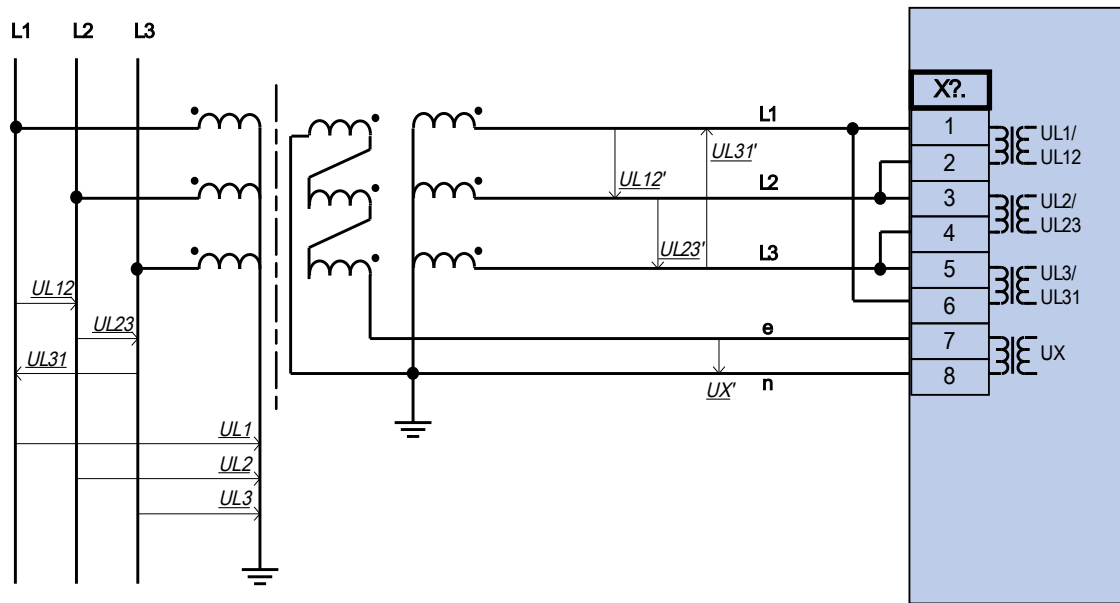 L1 L2 L3
X?.
L1
1
UL1/
UL31'
UL12
2
UL12'
L2
3
UL2/
UL23
4
UL23'
L3
5
UL3/
UL12
UL31
6
UL23
e
7
UX
UL31
n
8
UX'
UL1
UL2
UL3